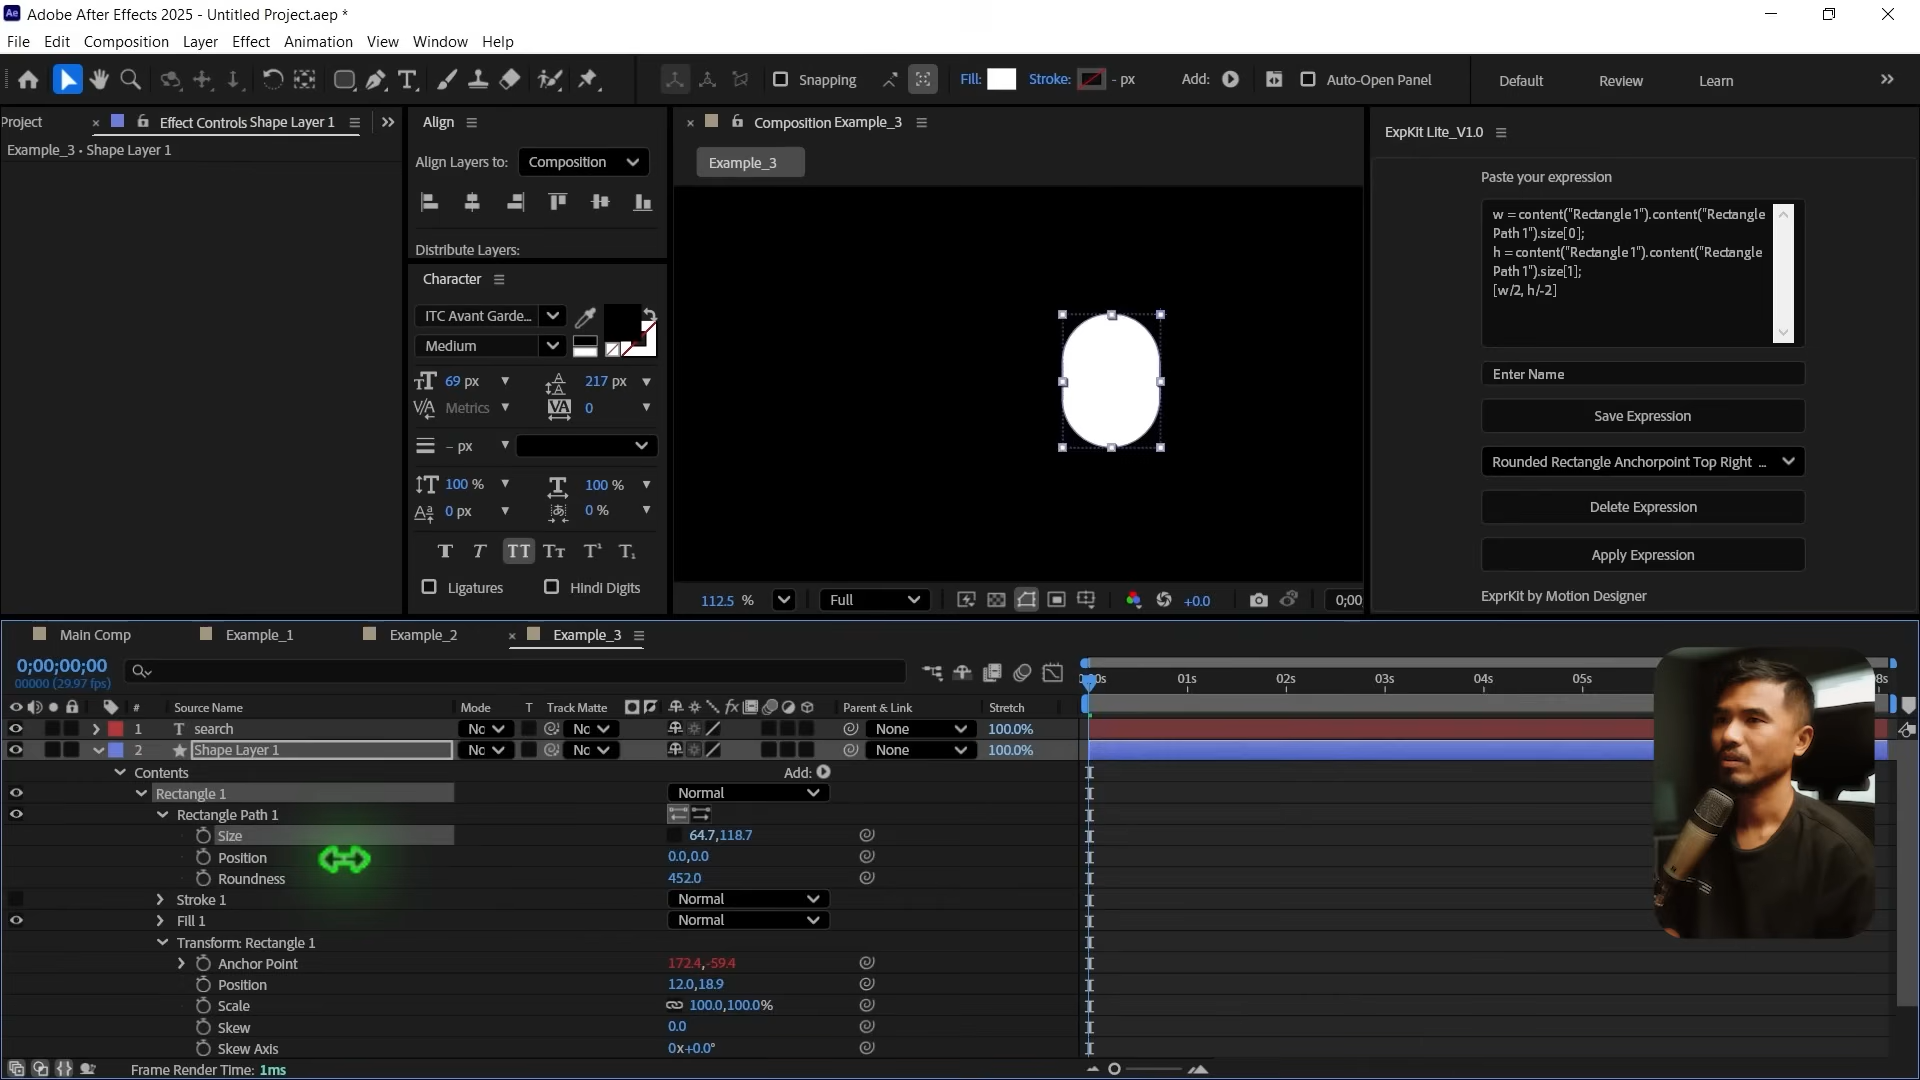 Adobe After Effects 2025 - Untitled Project.aep *
File Edit Composition Layer Effect Animation View Window Help
Snapping Fill: Stroke: - px Add: Auto-Open Panel Default Review Learn
Project Effect Controls Shape Layer 1
Example_3 • Shape Layer 1
Align
Align Layers to: Composition
Distribute Layers:
Character
ITC Avant Garde...
Medium
69 px 217 px
Metrics 0
- px
100 % 100 %
0 px 0 %
Ligatures Hindi Digits
Composition Example_3
Example_3
112.5 % Full +0.0 0;00
ExpKit Lite_V1.0
Paste your expression
w = content("Rectangle 1").content("Rectangle
Path 1").size[0];
h = content("Rectangle 1").content("Rectangle
Path 1").size[1];
[w/2, h/-2]
Enter Name
Save Expression
Rounded Rectangle Anchorpoint Top Right ...
Delete Expression
Apply Expression
ExprKit by Motion Designer
Main Comp Example_1 Example_2 Example_3
0;00;00;00
00000 (29.97 fps)
01s 02s 03s 04s 05s
# Source Name Mode T Track Matte Parent & Link Stretch
1 T search None 100.0%
2 Shape Layer 1 None 100.0%
Contents Add:
Rectangle 1 Normal
Rectangle Path 1
Size 64.7,118.7
Position 0.0,0.0
Roundness 452.0
Stroke 1 Normal
Fill 1 Normal
Transform: Rectangle 1
Anchor Point 172.4,-59.4
Position 12.0,18.9
Scale 100.0,100.0%
Skew 0.0
Skew Axis 0x+0.0°
Frame Render Time: 1ms